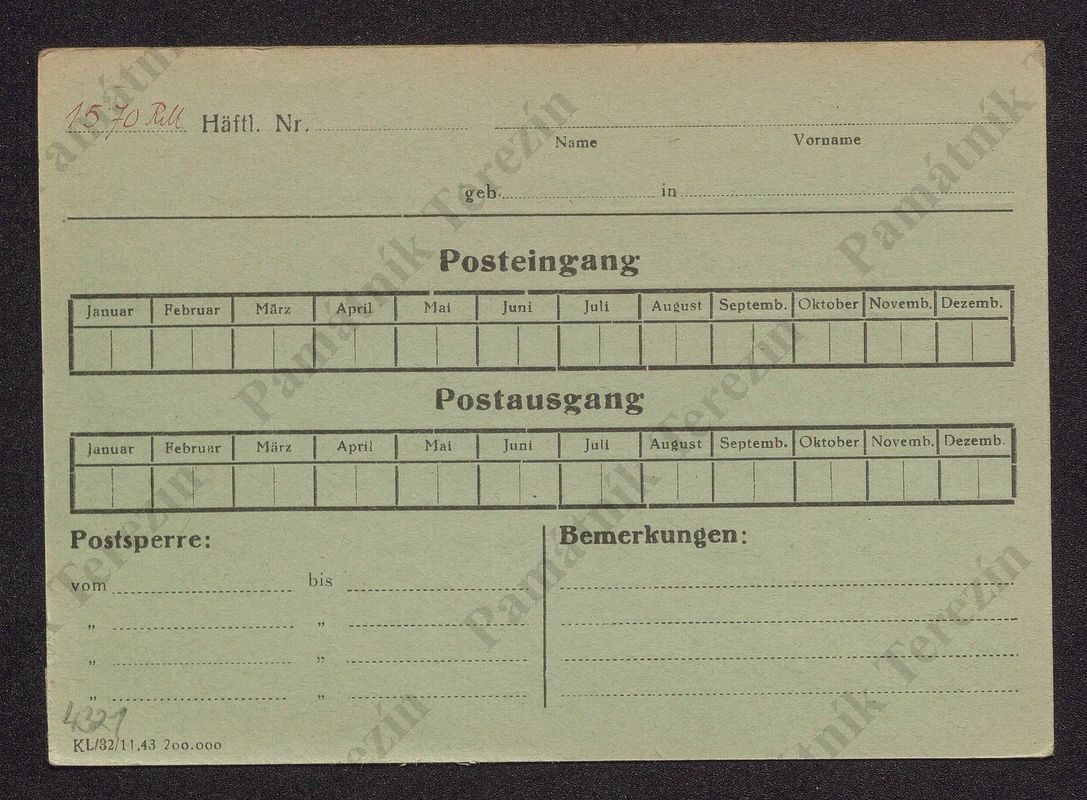 1570 RM Häftl. Nr.
Name Vorname
geb. in
Posteingang
Januar Februar März April Mai Juni Juli August Septemb. Oktober Novemb. Dezemb.
Postausgang
Januar Februar März April Mai Juni Juli August Septemb. Oktober Novemb. Dezemb.
Postsperre: Bemerkungen:
vom bis
„ „
„ „
„ „
4321
KL/32/11.43 200.000
Památník Terezín